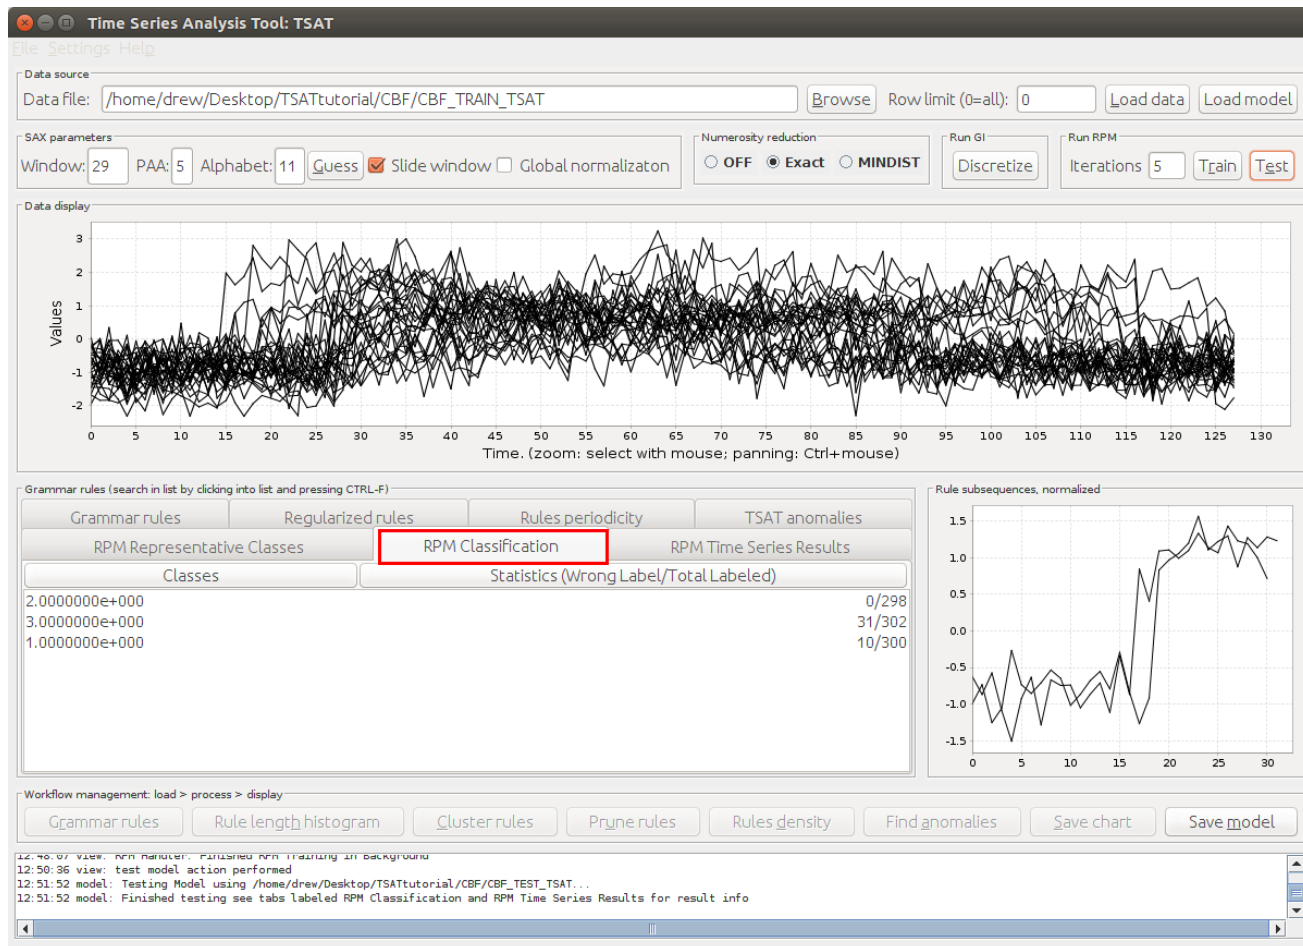 Time Series Analysis Tool: TSAT
File Settings Help
Data source
Data file: /home/drew/Desktop/TSATtutorial/CBF/CBF_TRAIN_TSAT Browse Row limit (0=all): 0 Load data Load model
SAX parameters Numerosity reduction Run GI Run RPM
Window: 29 PAA: 5 Alphabet: 11 Guess Slide window Global normalizaton OFF Exact MINDIST Discretize Iterations 5 Train Test
Data display
3
2
1
0
-1
-2
Values
0 5 10 15 20 25 30 35 40 45 50 55 60 65 70 75 80 85 90 95 100 105 110 115 120 125 130
Time. (zoom: select with mouse; panning: Ctrl+mouse)
Grammar rules (search in list by clicking into list and pressing CTRL-F)
Grammar rules Regularized rules Rules periodicity TSAT anomalies
RPM Representative Classes RPM Classification RPM Time Series Results
Classes Statistics (Wrong Label/Total Labeled)
2.0000000e+000 0/298
3.0000000e+000 31/302
1.0000000e+000 10/300
Rule subsequences, normalized
1.5
1.0
0.5
0.0
-0.5
-1.0
-1.5
0 5 10 15 20 25 30
Workflow management: load > process > display
Grammar rules Rule length histogram Cluster rules Prune rules Rules density Find anomalies Save chart Save model
12:48:07 view: RPM Handler: Finished RPM Training in Background
12:50:36 view: test model action performed
12:51:52 model: Testing Model using /home/drew/Desktop/TSATtutorial/CBF/CBF_TEST_TSAT...
12:51:52 model: Finished testing see tabs labeled RPM Classification and RPM Time Series Results for result info